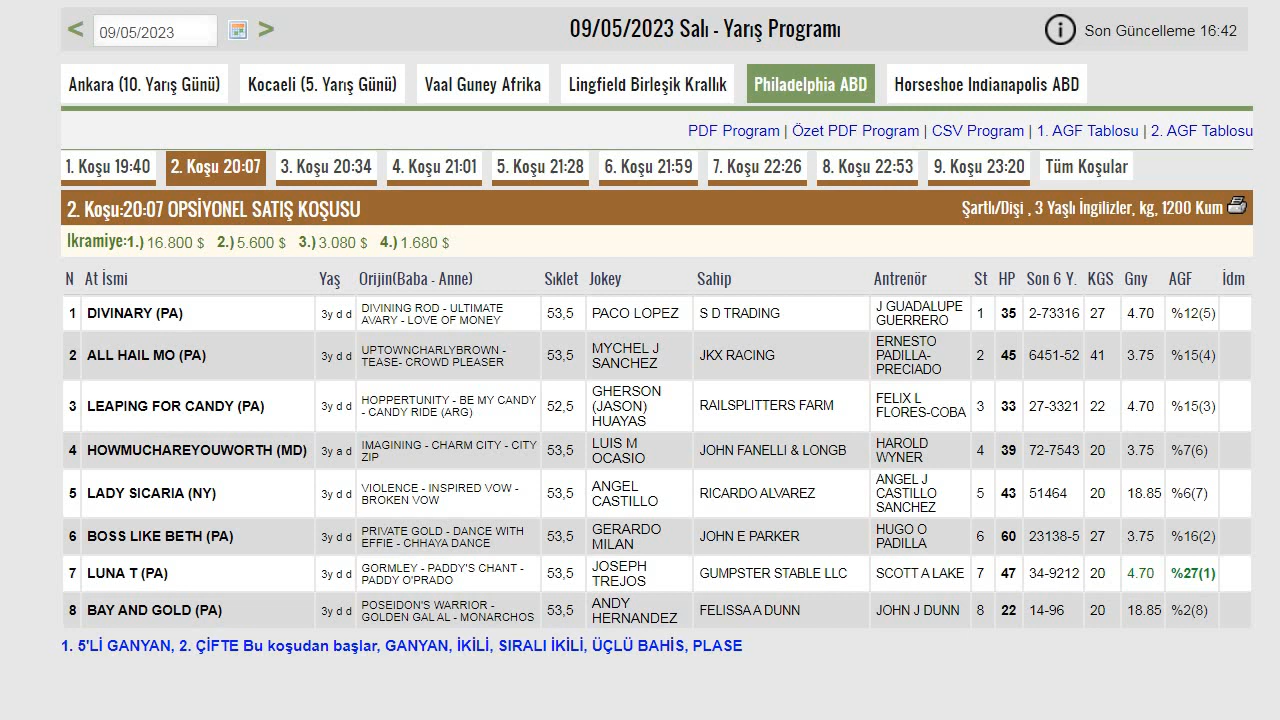 < 09/05/2023 > 09/05/2023 Salı - Yarış Programı Son Güncelleme 16:42
Ankara (10. Yarış Günü) Kocaeli (5. Yarış Günü) Vaal Guney Afrika Lingfield Birleşik Krallık Philadelphia ABD Horseshoe Indianapolis ABD
PDF Program | Özet PDF Program | CSV Program | 1. AGF Tablosu | 2. AGF Tablosu
1. Koşu 19:40 2. Koşu 20:07 3. Koşu 20:34 4. Koşu 21:01 5. Koşu 21:28 6. Koşu 21:59 7. Koşu 22:26 8. Koşu 22:53 9. Koşu 23:20 Tüm Koşular
2. Koşu:20:07 OPSİYONEL SATIŞ KOŞUSU Şartlı/Dişi , 3 Yaşlı İngilizler, kg, 1200 Kum
Ikramiye:1.) 16.800 $ 2.) 5.600 $ 3.) 3.080 $ 4.) 1.680 $
N At İsmi Yaş Orijin(Baba - Anne) Sıklet Jokey Sahip Antrenör St HP Son 6 Y. KGS Gny AGF İdm
1 DIVINARY (PA) 3y d d DIVINING ROD - ULTIMATE AVARY - LOVE OF MONEY 53,5 PACO LOPEZ S D TRADING J GUADALUPE GUERRERO 1 35 2-73316 27 4.70 %12(5)
2 ALL HAIL MO (PA) 3y d d UPTOWNCHARLYBROWN - TEASE- CROWD PLEASER 53,5 MYCHEL J SANCHEZ JKX RACING ERNESTO PADILLA-PRECIADO 2 45 6451-52 41 3.75 %15(4)
3 LEAPING FOR CANDY (PA) 3y d d HOPPERTUNITY - BE MY CANDY - CANDY RIDE (ARG) 52,5 GHERSON (JASON) HUAYAS RAILSPLITTERS FARM FELIX L FLORES-COBA 3 33 27-3321 22 4.70 %15(3)
4 HOWMUCHAREYOUWORTH (MD) 3y a d IMAGINING - CHARM CITY - CITY ZIP 53,5 LUIS M OCASIO JOHN FANELLI & LONGB HAROLD WYNER 4 39 72-7543 20 3.75 %7(6)
5 LADY SICARIA (NY) 3y d d VIOLENCE - INSPIRED VOW - BROKEN VOW 53,5 ANGEL CASTILLO RICARDO ALVAREZ ANGEL J CASTILLO SANCHEZ 5 43 51464 20 18.85 %6(7)
6 BOSS LIKE BETH (PA) 3y d d PRIVATE GOLD - DANCE WITH EFFIE - CHHAYA DANCE 53,5 GERARDO MILAN JOHN E PARKER HUGO O PADILLA 6 60 23138-5 27 3.75 %16(2)
7 LUNA T (PA) 3y d d GORMLEY - PADDY'S CHANT - PADDY O'PRADO 53,5 JOSEPH TREJOS GUMPSTER STABLE LLC SCOTT A LAKE 7 47 34-9212 20 4.70 %27(1)
8 BAY AND GOLD (PA) 3y d d POSEIDON'S WARRIOR - GOLDEN GAL AL - MONARCHOS 53,5 ANDY HERNANDEZ FELISSA A DUNN JOHN J DUNN 8 22 14-96 20 18.85 %2(8)
1. 5'Lİ GANYAN, 2. ÇİFTE Bu koşudan başlar, GANYAN, İKİLİ, SIRALI İKİLİ, ÜÇLÜ BAHİS, PLASE